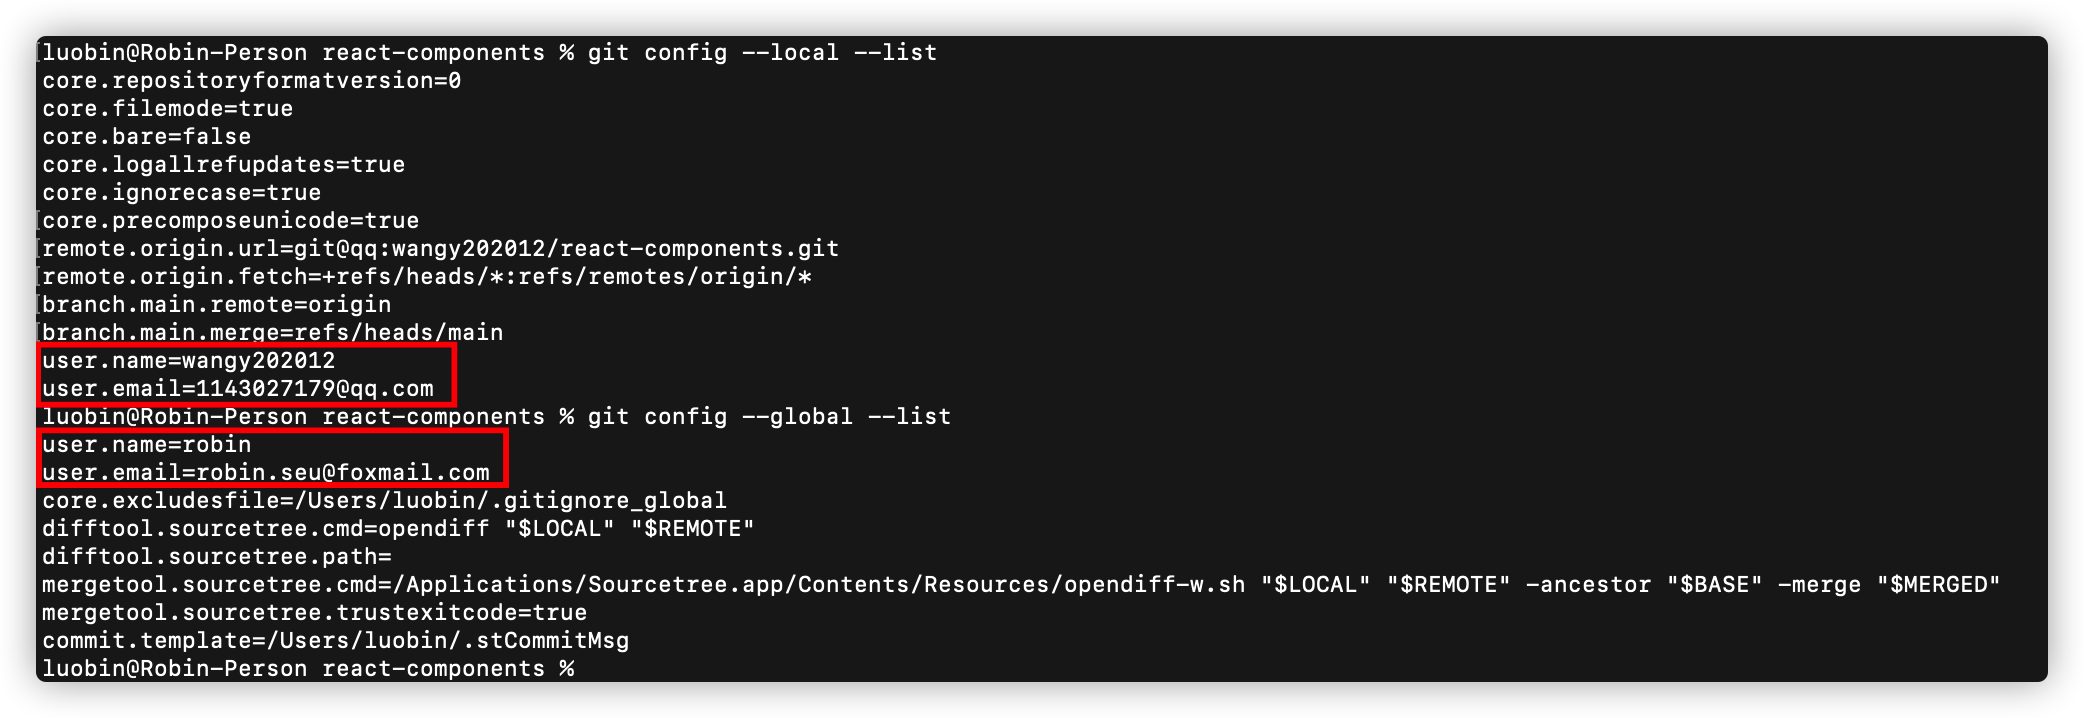 luobin@Robin-Person react-components % git config --local --list
core.repositoryformatversion=0
core.filemode=true
core.bare=false
core.logallrefupdates=true
core.ignorecase=true
core.precomposeunicode=true
remote.origin.url=git@qq:wangy202012/react-components.git
remote.origin.fetch=+refs/heads/*:refs/remotes/origin/*
branch.main.remote=origin
branch.main.merge=refs/heads/main
user.name=wangy202012
user.email=1143027179@qq.com
luobin@Robin-Person react-components % git config --global --list
user.name=robin
user.email=robin.seu@foxmail.com
core.excludesfile=/Users/luobin/.gitignore_global
difftool.sourcetree.cmd=opendiff "$LOCAL" "$REMOTE"
difftool.sourcetree.path=
mergetool.sourcetree.cmd=/Applications/Sourcetree.app/Contents/Resources/opendiff-w.sh "$LOCAL" "$REMOTE" -ancestor "$BASE" -merge "$MERGED"
mergetool.sourcetree.trustexitcode=true
commit.template=/Users/luobin/.stCommitMsg
luobin@Robin-Person react-components %